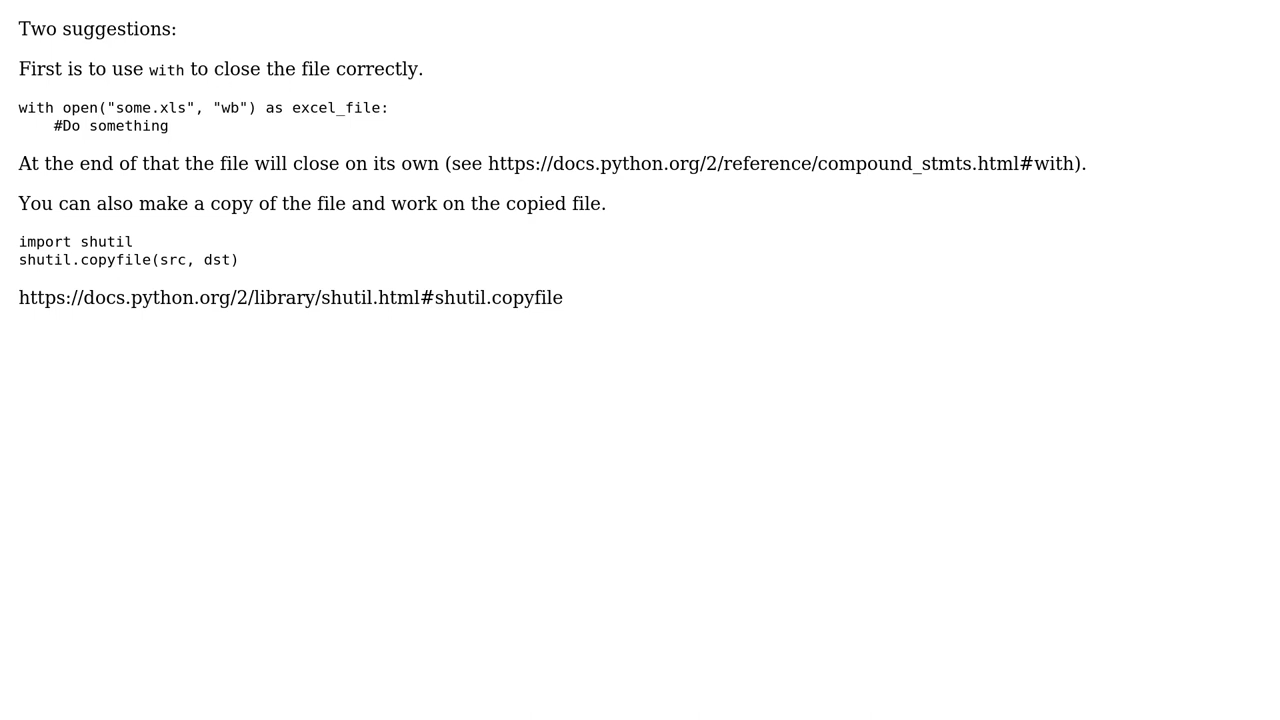 Two suggestions:
First is to use with to close the file correctly.
with open("some.xls", "wb") as excel_file:
    #Do something
At the end of that the file will close on its own (see https://docs.python.org/2/reference/compound_stmts.html#with).
You can also make a copy of the file and work on the copied file.
import shutil
shutil.copyfile(src, dst)
https://docs.python.org/2/library/shutil.html#shutil.copyfile